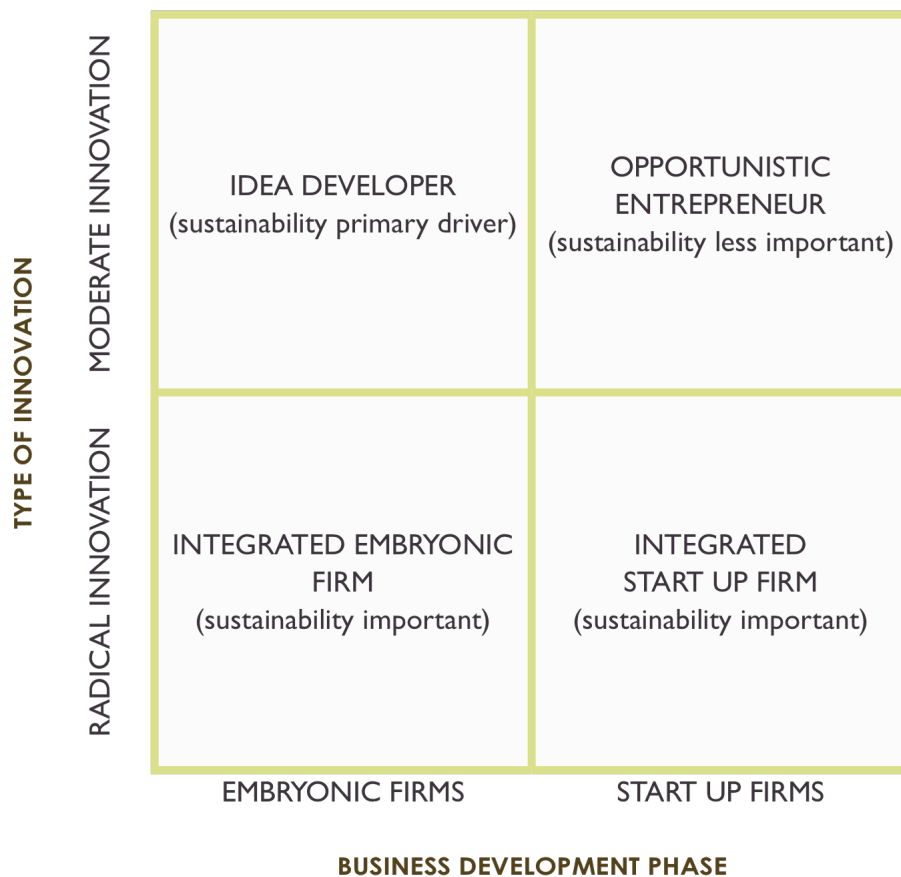 TYPE OF INNOVATION
MODERATE INNOVATION
IDEA DEVELOPER
(sustainability primary driver)
OPPORTUNISTIC
ENTREPRENEUR
(sustainability less important)
RADICAL INNOVATION
INTEGRATED EMBRYONIC
FIRM
(sustainability important)
INTEGRATED
START UP FIRM
(sustainability important)
EMBRYONIC FIRMS
START UP FIRMS
BUSINESS DEVELOPMENT PHASE